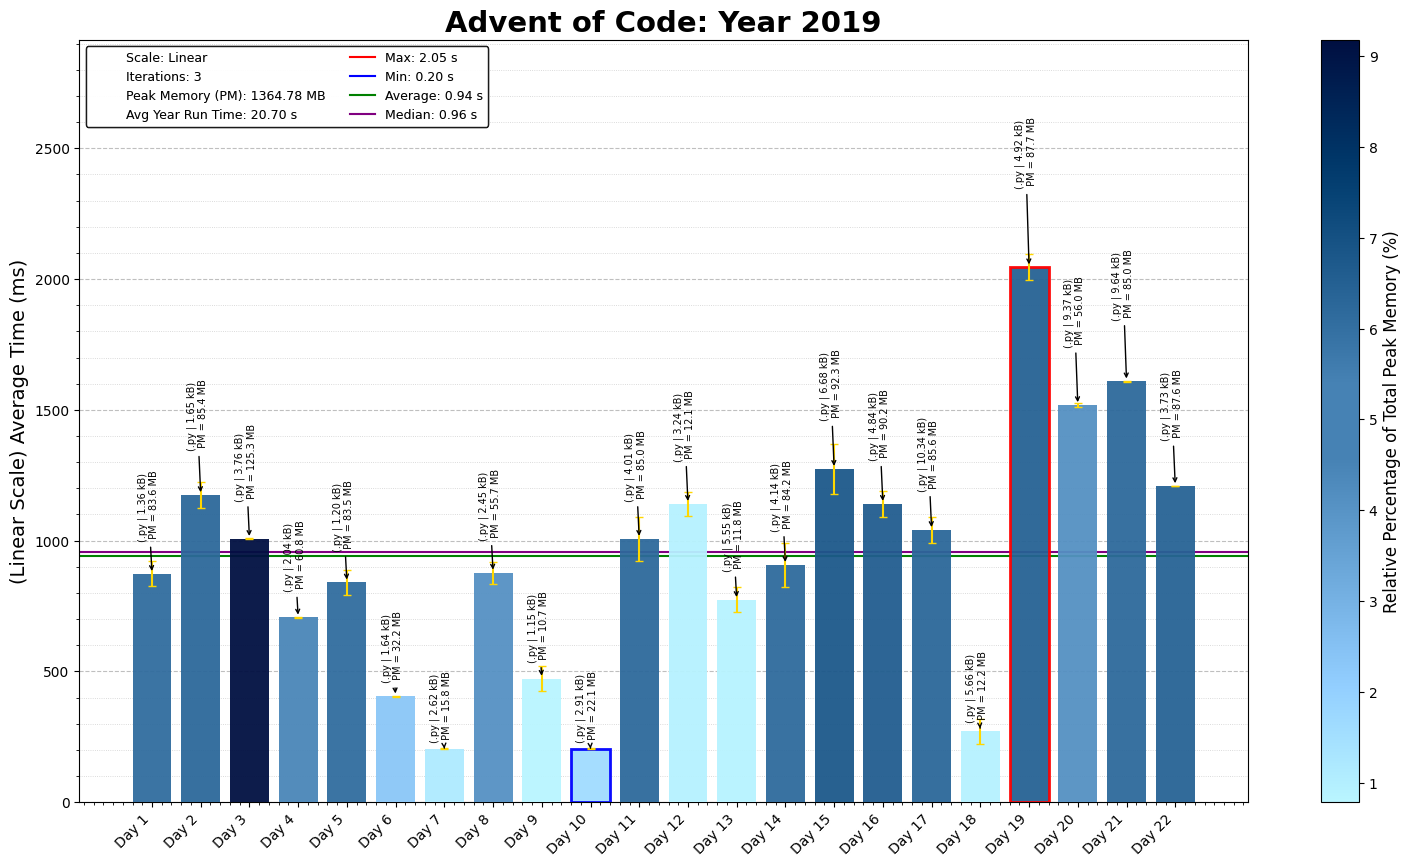 Advent of Code: Year 2019
Scale: Linear
Iterations: 3
Peak Memory (PM): 1364.78 MB
Avg Year Run Time: 20.70 s
Max: 2.05 s
Min: 0.20 s
Average: 0.94 s
Median: 0.96 s
(Linear Scale) Average Time (ms)
2500
2000
1500
1000
500
0
(.py | 1.36 kB)
PM = 83.6 MB
(.py | 1.65 kB)
PM = 85.4 MB
(.py | 3.76 kB)
PM = 125.3 MB
(.py | 2.04 kB)
PM = 60.8 MB
(.py | 1.20 kB)
PM = 83.5 MB
(.py | 1.64 kB)
PM = 32.2 MB
(.py | 2.62 kB)
PM = 15.8 MB
(.py | 2.45 kB)
PM = 55.7 MB
(.py | 1.15 kB)
PM = 10.7 MB
(.py | 2.91 kB)
PM = 22.1 MB
(.py | 4.01 kB)
PM = 85.0 MB
(.py | 3.24 kB)
PM = 12.1 MB
(.py | 5.55 kB)
PM = 11.8 MB
(.py | 4.14 kB)
PM = 84.2 MB
(.py | 6.68 kB)
PM = 92.3 MB
(.py | 4.84 kB)
PM = 90.2 MB
(.py | 10.34 kB)
PM = 85.6 MB
(.py | 5.66 kB)
PM = 12.2 MB
(.py | 4.92 kB)
PM = 87.7 MB
(.py | 9.37 kB)
PM = 56.0 MB
(.py | 9.64 kB)
PM = 85.0 MB
(.py | 3.73 kB)
PM = 87.6 MB
Day 1
Day 2
Day 3
Day 4
Day 5
Day 6
Day 7
Day 8
Day 9
Day 10
Day 11
Day 12
Day 13
Day 14
Day 15
Day 16
Day 17
Day 18
Day 19
Day 20
Day 21
Day 22
9
8
7
6
5
4
3
2
1
Relative Percentage of Total Peak Memory (%)